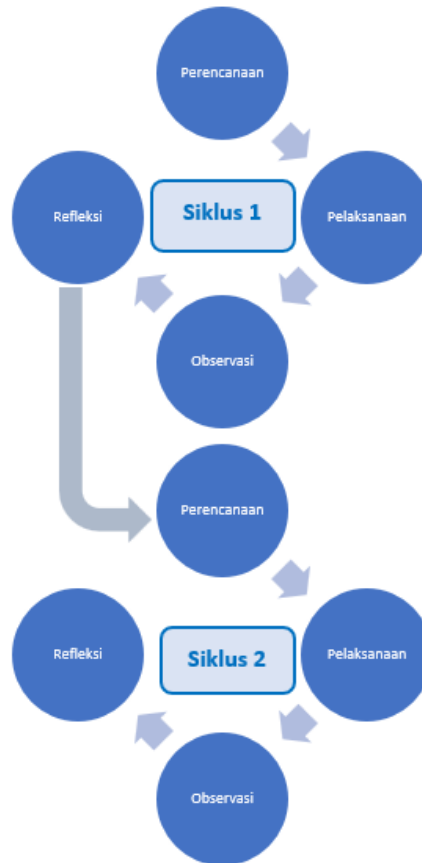 Perencanaan
Refleksi
Siklus 1
Pelaksanaan
Observasi
Perencanaan
Refleksi
Siklus 2
Pelaksanaan
Observasi